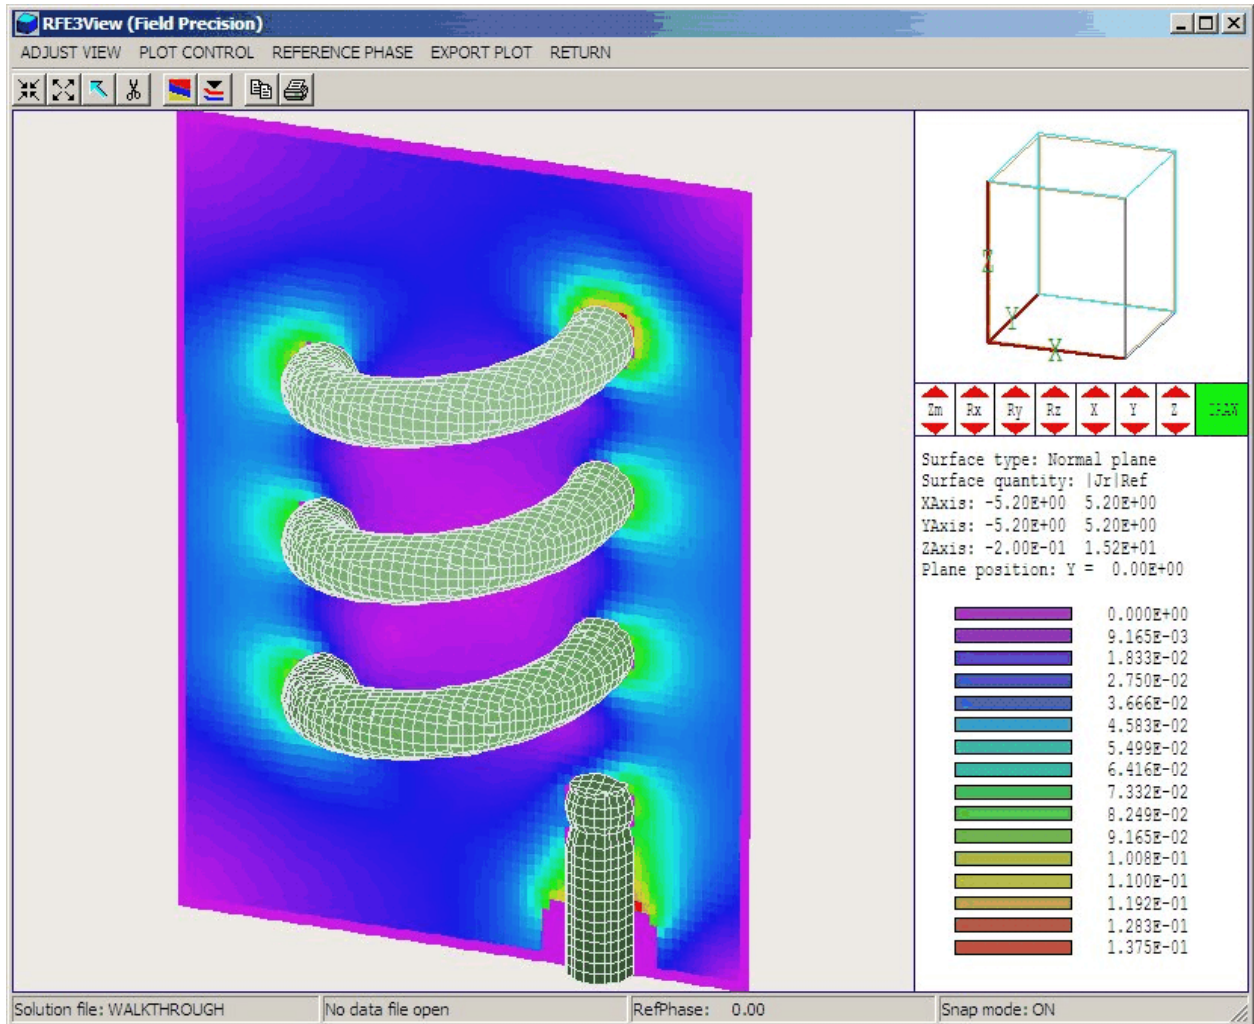 RFE3View (Field Precision)
ADJUST VIEW PLOT CONTROL REFERENCE PHASE EXPORT PLOT RETURN
Z
Y
X
Zm Rx Ry Rz X Y Z DRAW
Surface type: Normal plane
Surface quantity: |Jr|Ref
XAxis: -5.20E+00 5.20E+00
YAxis: -5.20E+00 5.20E+00
ZAxis: -2.00E-01 1.52E+01
Plane position: Y = 0.00E+00
0.000E+00
9.165E-03
1.833E-02
2.750E-02
3.666E-02
4.583E-02
5.499E-02
6.416E-02
7.332E-02
8.249E-02
9.165E-02
1.008E-01
1.100E-01
1.192E-01
1.283E-01
1.375E-01
Solution file: WALKTHROUGH No data file open RefPhase: 0.00 Snap mode: ON